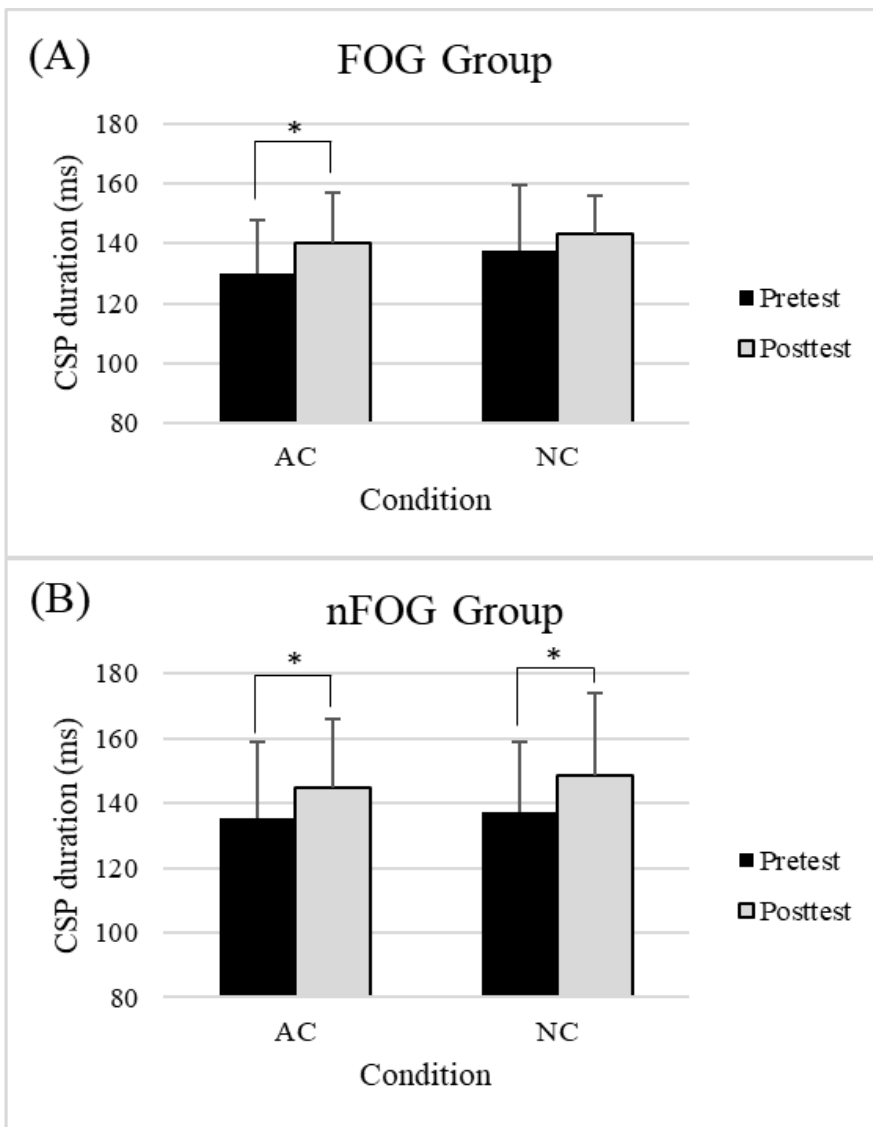 (A)
FOG Group
CSP duration (ms)
180
160
140
120
100
80
*
AC
NC
Condition
Pretest
Posttest
(B)
nFOG Group
CSP duration (ms)
180
160
140
120
100
80
*
*
AC
NC
Condition
Pretest
Posttest